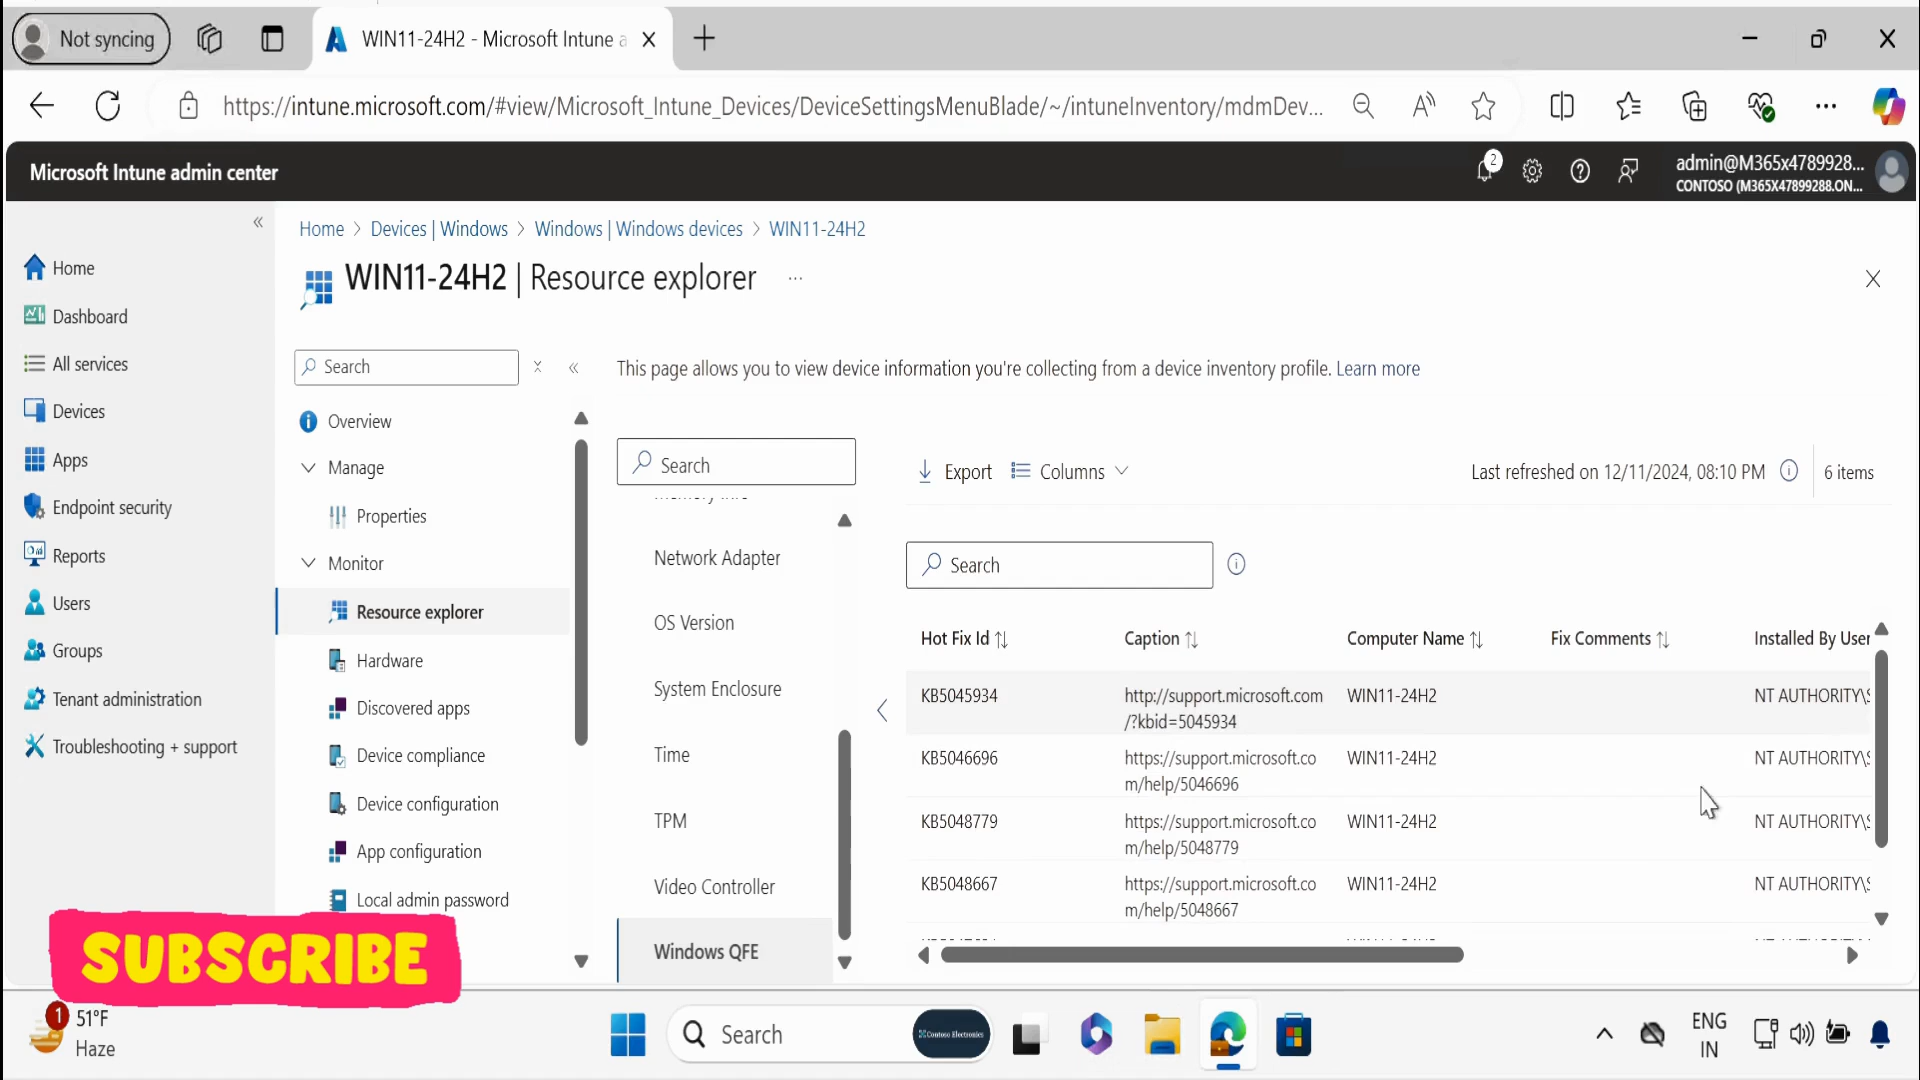 Not syncing
WIN11-24H2 - Microsoft Intune a
https://intune.microsoft.com/#view/Microsoft_Intune_Devices/DeviceSettingsMenuBlade/~/intuneInventory/mdmDev...
Microsoft Intune admin center
2
admin@M365x4789928...
CONTOSO (M365X47899288.ON...
Home > Devices | Windows > Windows | Windows devices > WIN11-24H2
WIN11-24H2 | Resource explorer ...
Home
Dashboard
All services
Devices
Apps
Endpoint security
Reports
Users
Groups
Tenant administration
Troubleshooting + support
Search
Overview
Manage
Properties
Monitor
Resource explorer
Hardware
Discovered apps
Device compliance
Device configuration
App configuration
Local admin password
This page allows you to view device information you're collecting from a device inventory profile. Learn more
Search
Network Adapter
OS Version
System Enclosure
Time
TPM
Video Controller
Windows QFE
Export Columns
Last refreshed on 12/11/2024, 08:10 PM 6 items
Search
Hot Fix Id Caption Computer Name Fix Comments Installed By User
KB5045934 http://support.microsoft.com WIN11-24H2 NT AUTHORITY\S
/?kbid=5045934
KB5046696 https://support.microsoft.co WIN11-24H2 NT AUTHORITY\S
m/help/5046696
KB5048779 https://support.microsoft.co WIN11-24H2 NT AUTHORITY\S
m/help/5048779
KB5048667 https://support.microsoft.co WIN11-24H2 NT AUTHORITY\S
m/help/5048667
SUBSCRIBE
1
51°F
Haze
Search
Contoso Electronics
ENG
IN